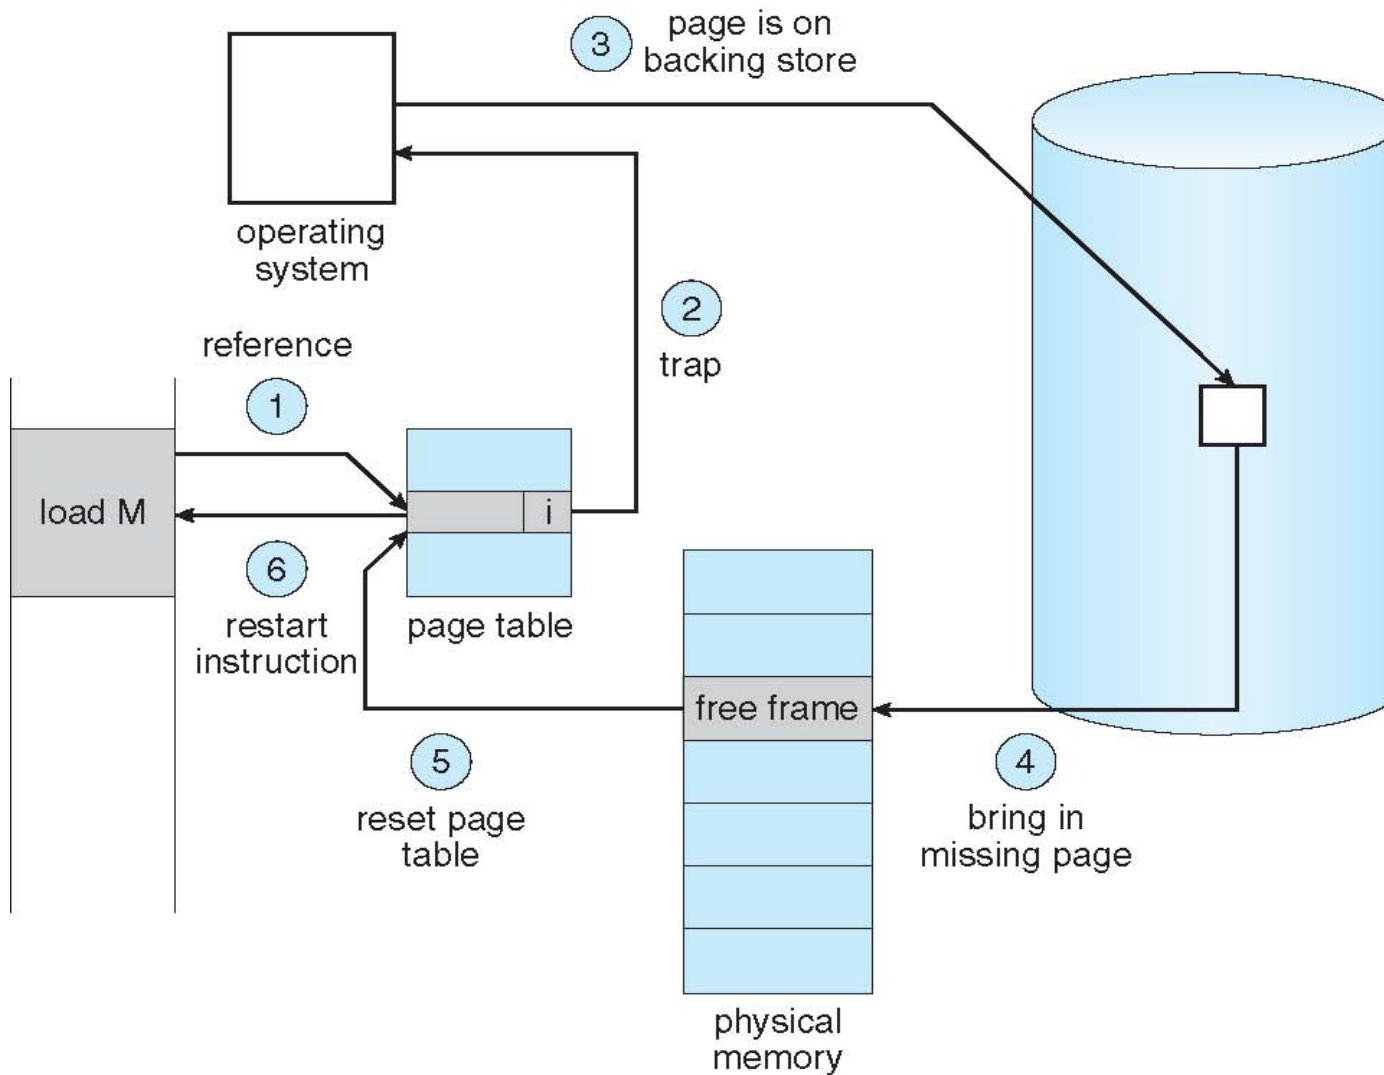 3
page is on
backing store
operating
system
2
trap
reference
1
load M
i
6
restart
instruction
page table
free frame
5
reset page
table
4
bring in
missing page
physical
memory